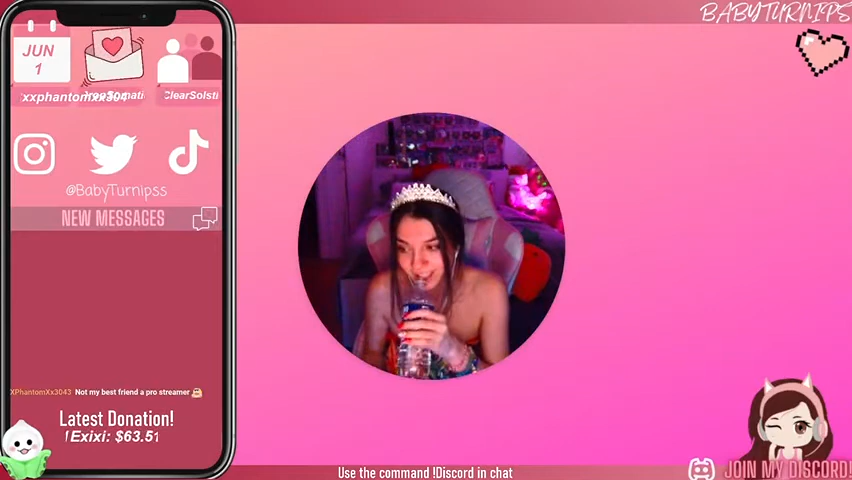 BABYTURNIPS
JUN
1
xxphantomxx304
ClearSolsti
@BabyTurnipss
NEW MESSAGES
XPhantomXx3043 Not my best friend a pro streamer
Latest Donation!
!Exixi: $63.51
Use the command !Discord in chat
JOIN MY DISCORD!